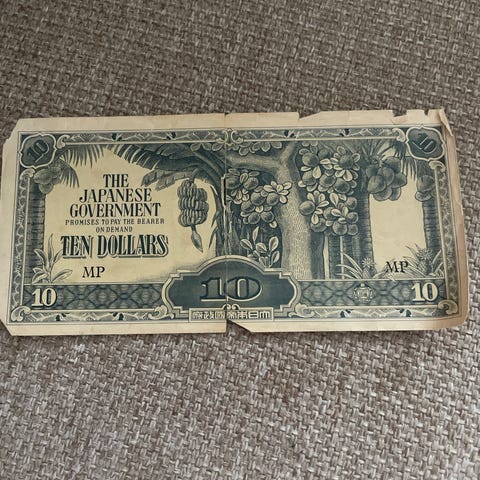 10
10
THE
JAPANESE
GOVERNMENT
PROMISES TO PAY THE BEARER
ON DEMAND
TEN DOLLARS
MP
MP
10
10
10
府政國帝本日大